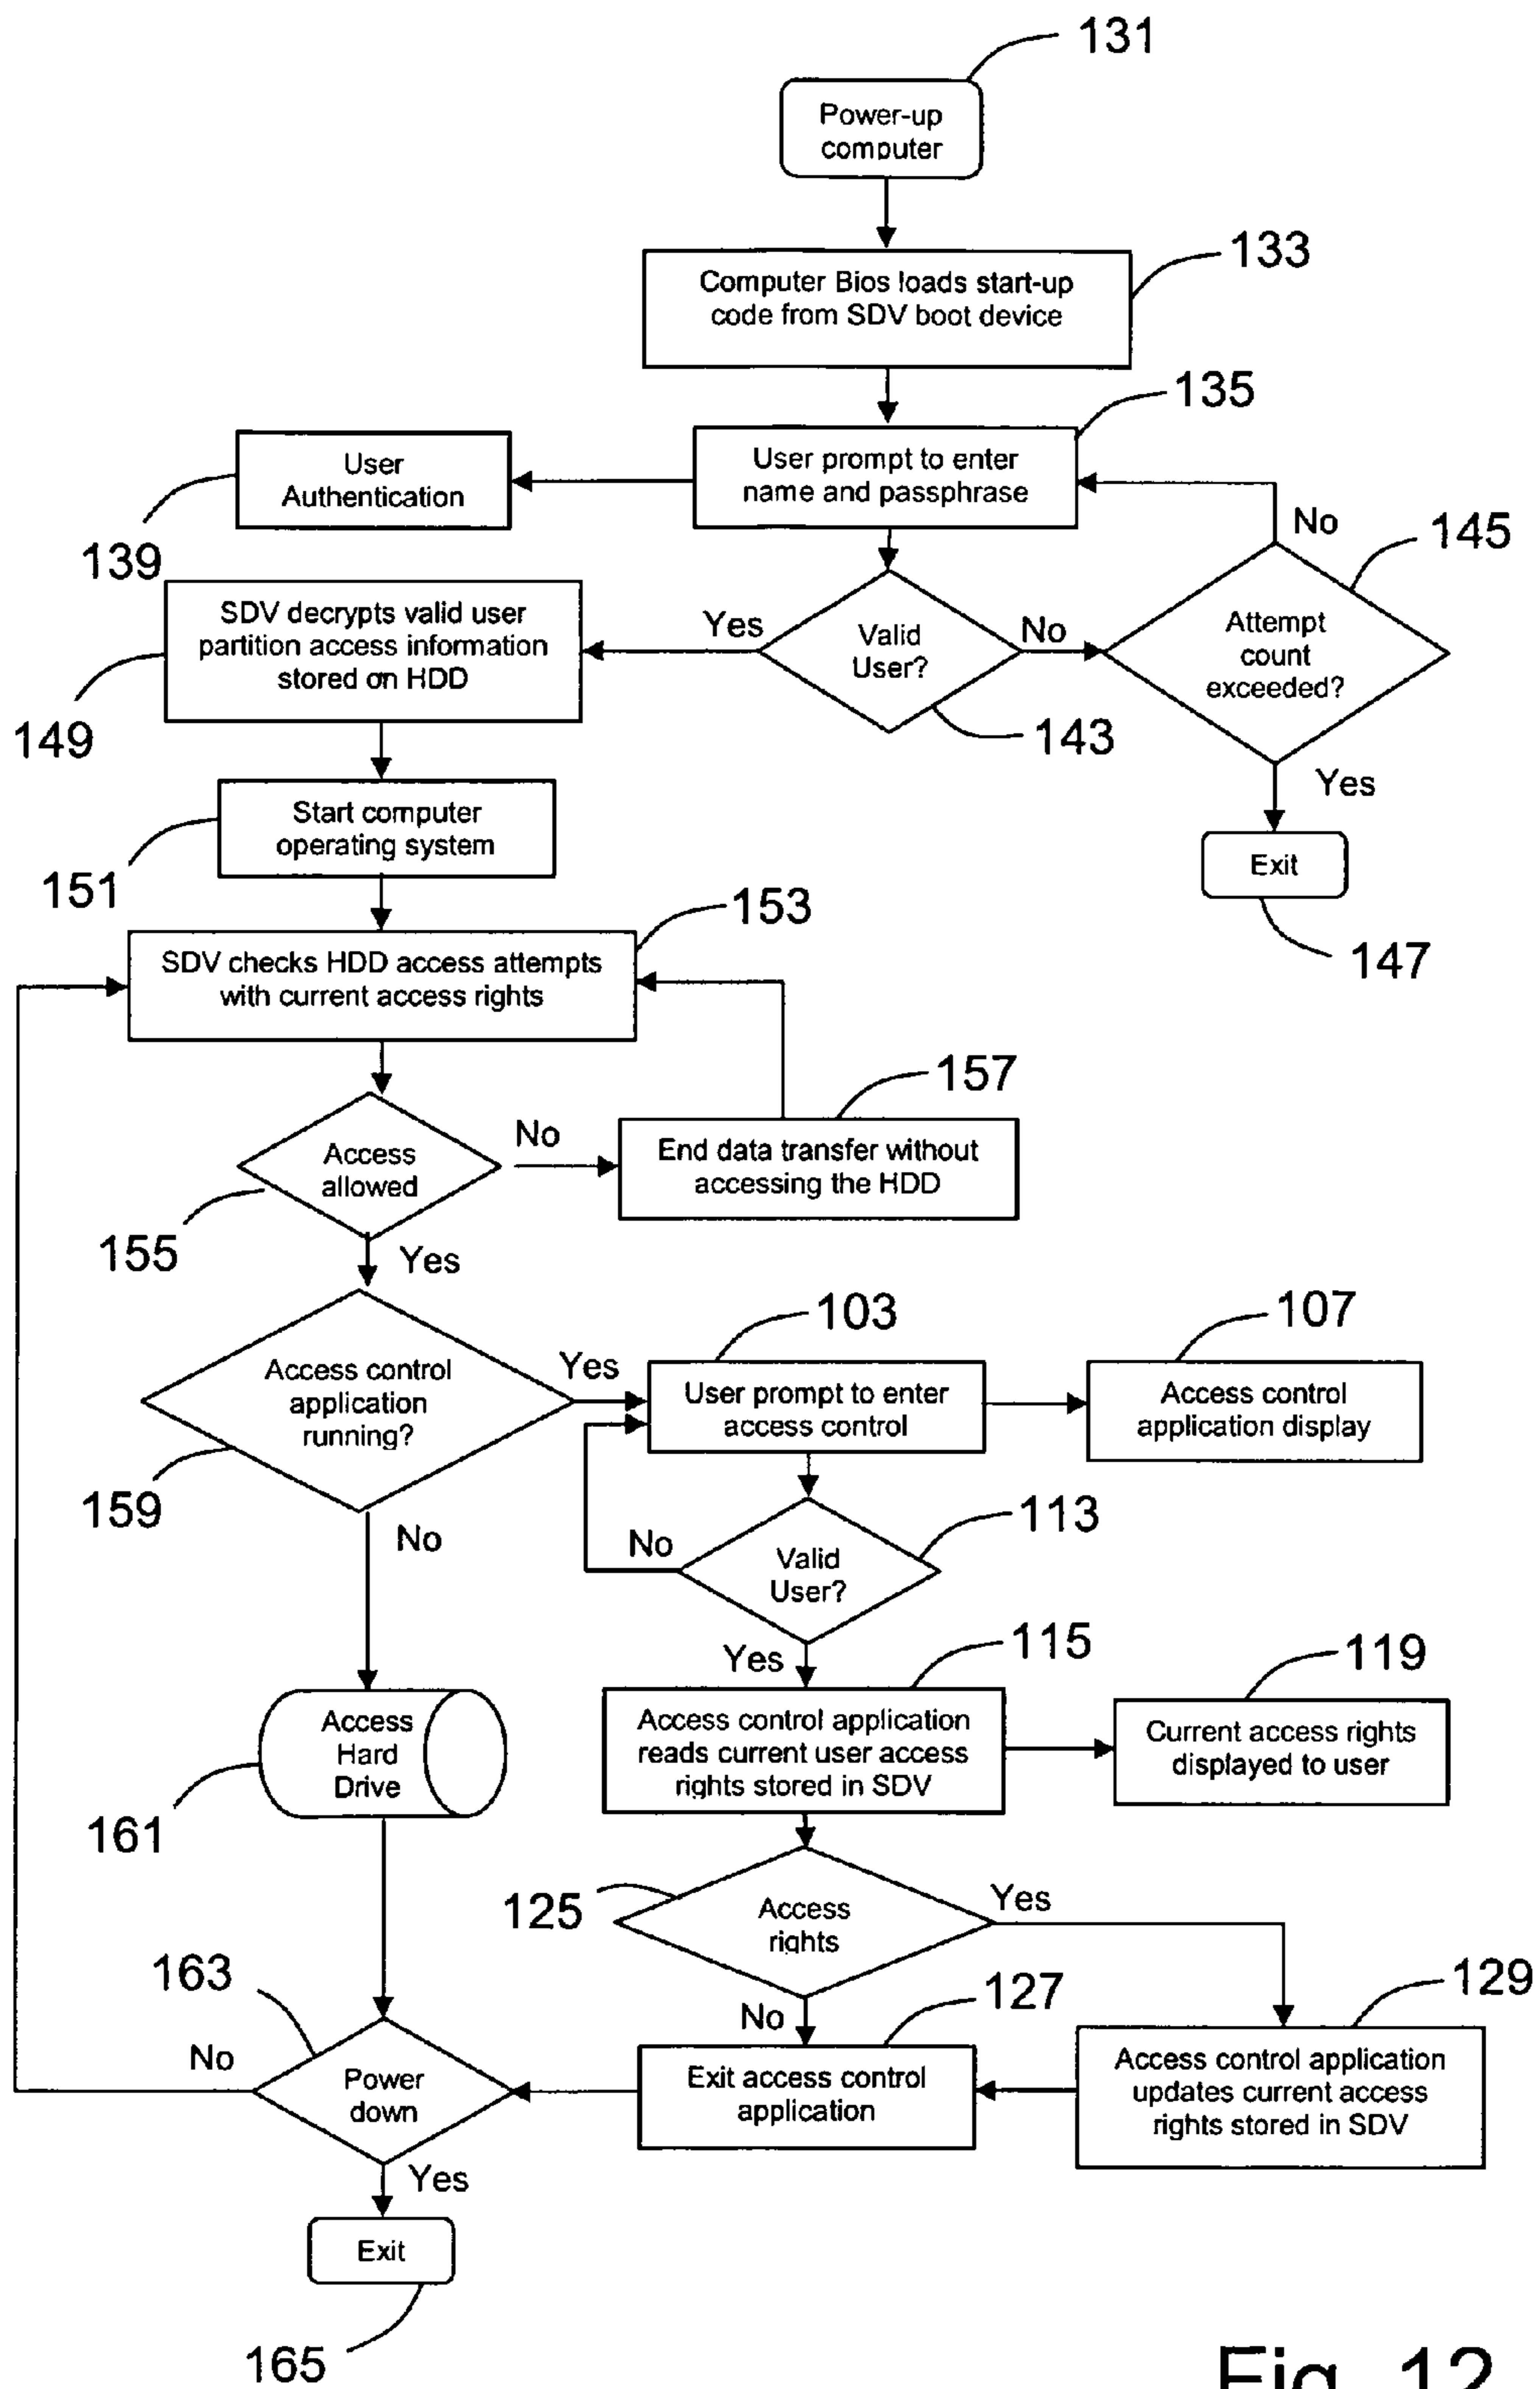 131
Power-up
computer
133
Computer Bios loads start-up
code from SDV boot device
135
User prompt to enter
name and passphrase
User
Authentication
139
No
145
Attempt
count
exceeded?
Valid
User?
No
Yes
143
SDV decrypts valid user
partition access information
stored on HDD
149
Yes
Exit
147
Start computer
operating system
151
153
SDV checks HDD access attempts
with current access rights
157
Access
allowed
No
End data transfer without
accessing the HDD
155
Yes
103
107
Access control
application
running?
Yes
User prompt to enter
access control
Access control
application display
159
No
113
No
Valid
User?
Yes
115
119
Access
Hard
Drive
161
Access control application
reads current user access
rights stored in SDV
Current access rights
displayed to user
125
Access
rights
Yes
163
No
127
129
No
Power
down
Exit access control
application
Access control application
updates current access
rights stored in SDV
Yes
Exit
165
Fig. 12